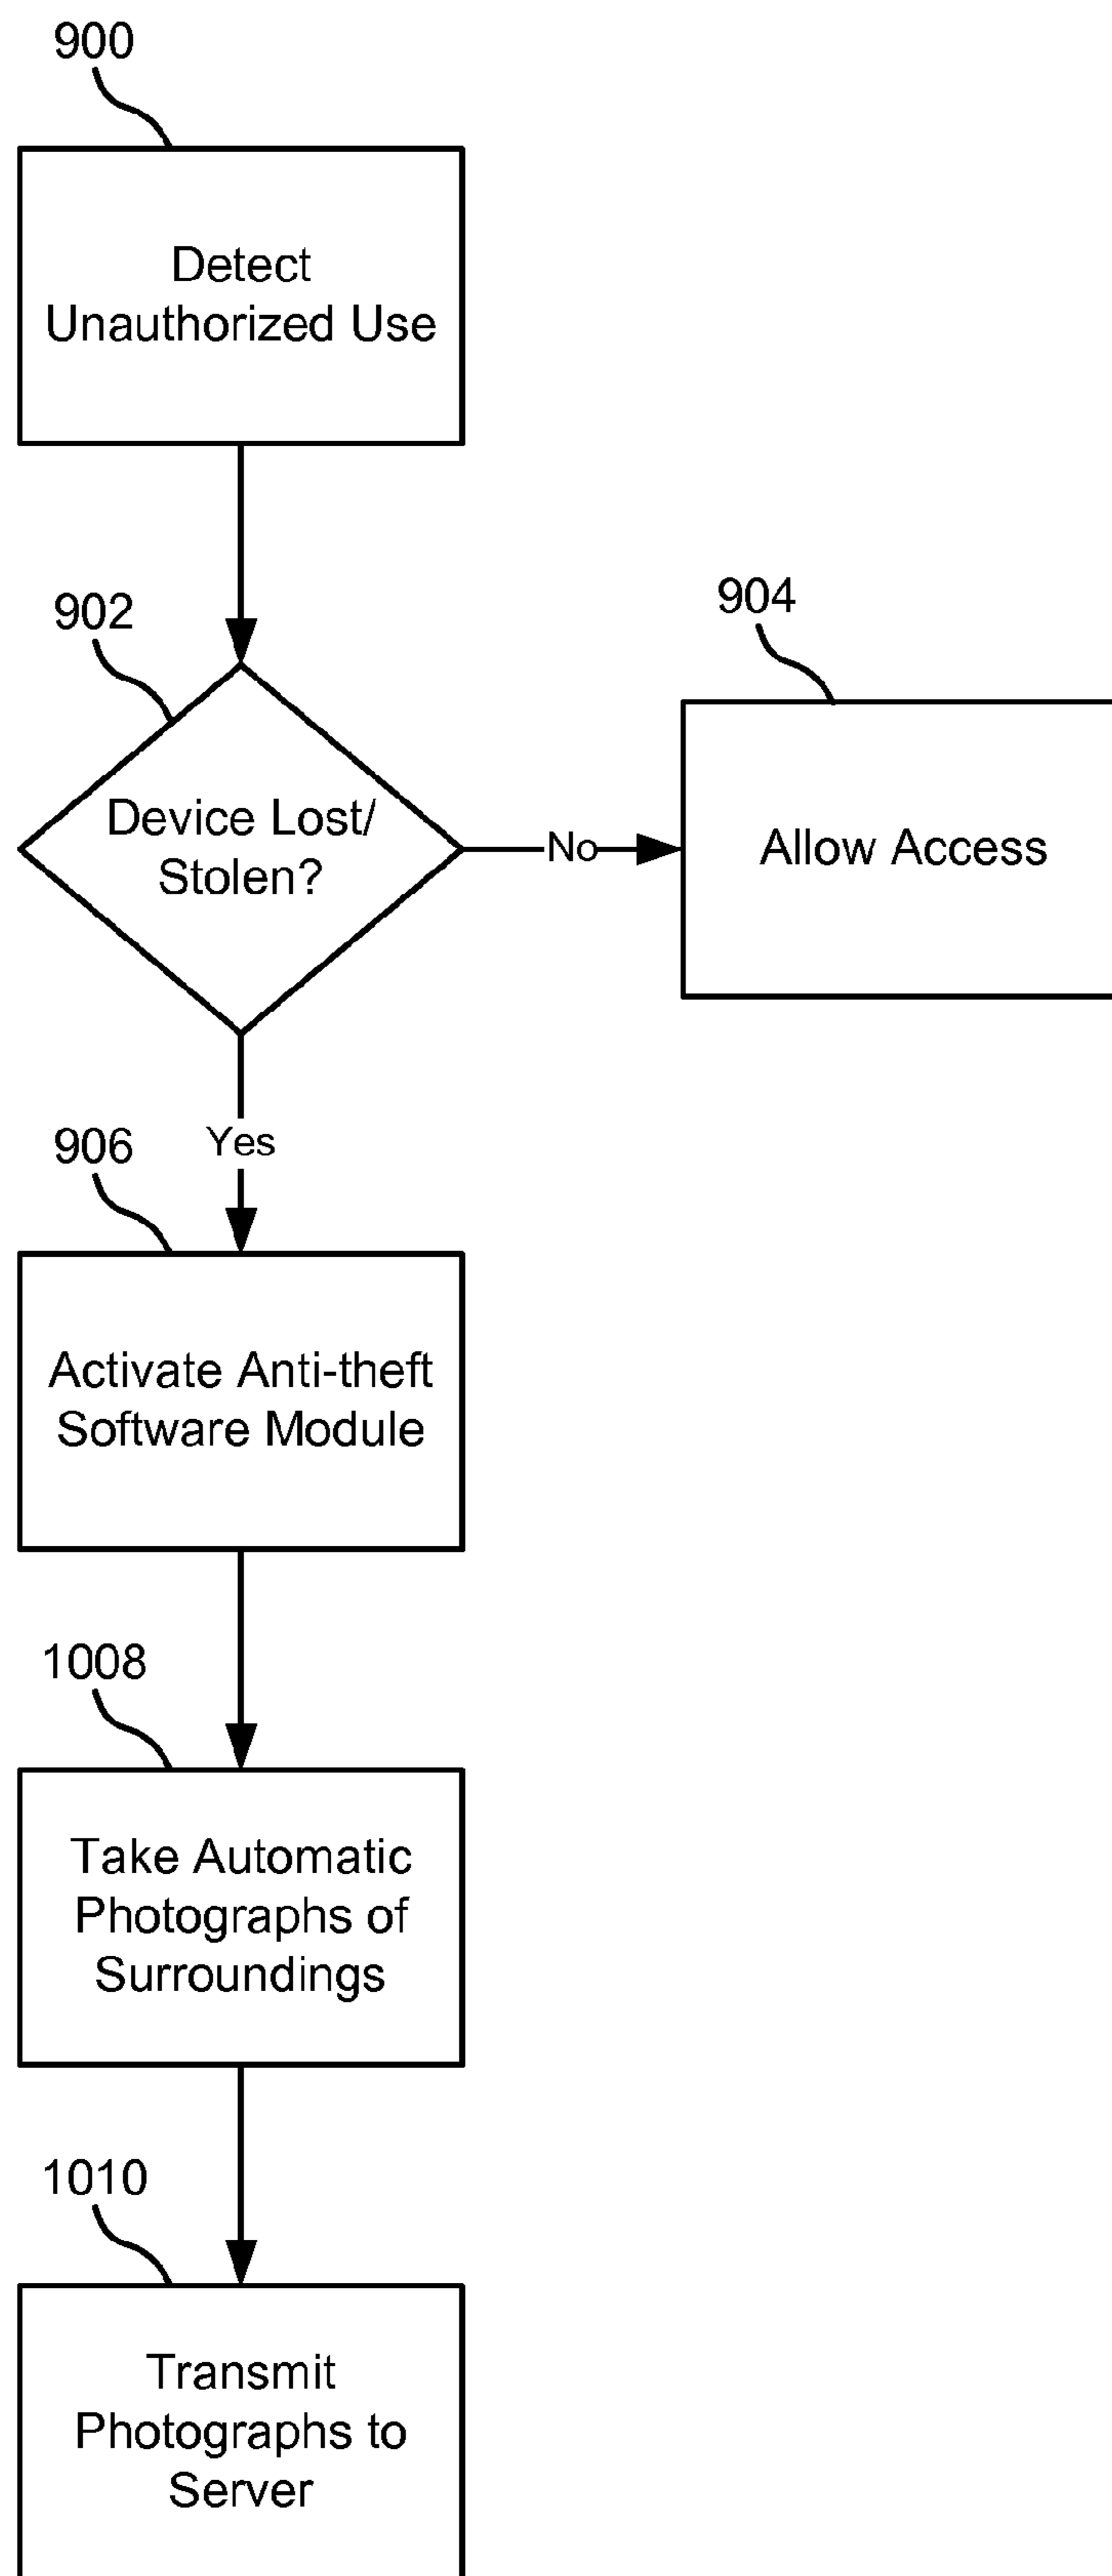 900
Detect
Unauthorized Use
902
Device Lost/
Stolen?
No
904
Allow Access
Yes
906
Activate Anti-theft
Software Module
1008
Take Automatic
Photographs of
Surroundings
1010
Transmit
Photographs to
Server